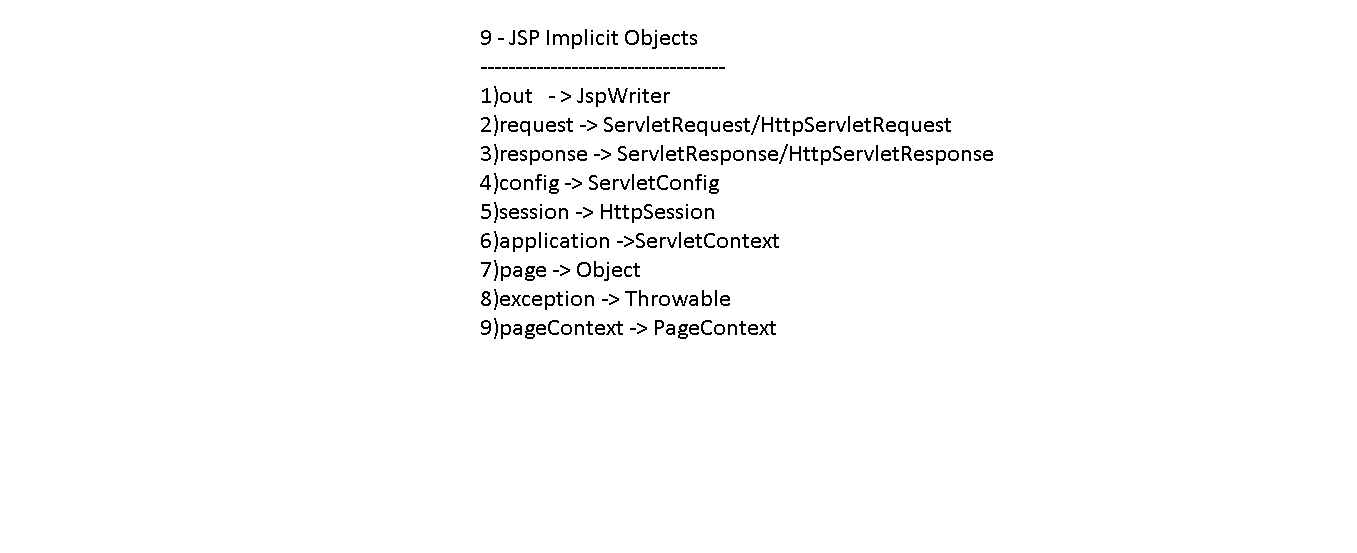 9 - JSP Implicit Objects
-----------------------------------
1)out   - > JspWriter
2)request -> ServletRequest/HttpServletRequest
3)response -> ServletResponse/HttpServletResponse
4)config -> ServletConfig
5)session -> HttpSession
6)application ->ServletContext
7)page -> Object
8)exception -> Throwable
9)pageContext -> PageContext